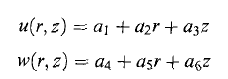 u(r, z) = a₁ + a₂r + a₃z
w(r, z) = a₄ + a₅r + a₆z